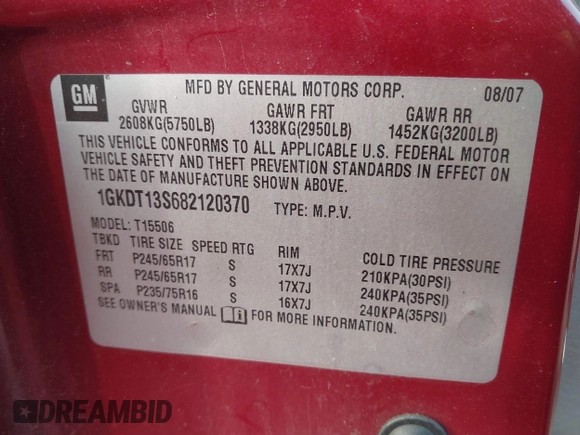 GM
MFD BY GENERAL MOTORS CORP. 08/07
GVWR GAWR FRT GAWR RR
2608KG(5750LB) 1338KG(2950LB) 1452KG(3200LB)
THIS VEHICLE CONFORMS TO ALL APPLICABLE U.S. FEDERAL MOTOR
VEHICLE SAFETY AND THEFT PREVENTION STANDARDS IN EFFECT ON
THE DATE OF MANUFACTURE SHOWN ABOVE.
1GKDT13S682120370 TYPE: M.P.V.
MODEL: T15506
TBKD TIRE SIZE SPEED RTG RIM COLD TIRE PRESSURE
FRT P245/65R17 S 17X7J 210KPA(30PSI)
RR P245/65R17 S 17X7J 240KPA(35PSI)
SPA P235/75R16 S 16X7J 240KPA(35PSI)
SEE OWNER'S MANUAL FOR MORE INFORMATION.
DREAMBID